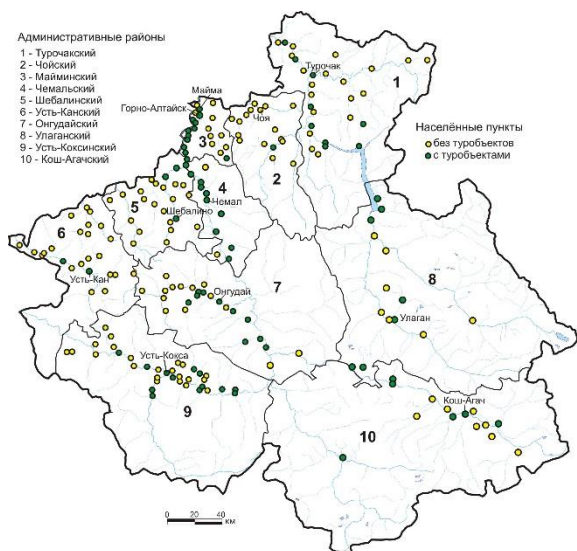 Административные районы
1 - Турочакский
2 - Чойский
3 - Майминский
4 - Чемальский
5 - Шебалинский
6 - Усть-Канский
7 - Онгудайский
8 - Улаганский
9 - Усть-Коксинский
10 - Кош-Агачский
Майма
Горно-Алтайск
Турочак
1
Чоя
Населённые пункты
без туробъектов
с туробъектами
3
2
4
5
Чемал
Шебалино
6
Усть-Кан
7
8
Онгудай
Улаган
Усть-Кокса
Кош-Агач
9
10
0 20 40
км